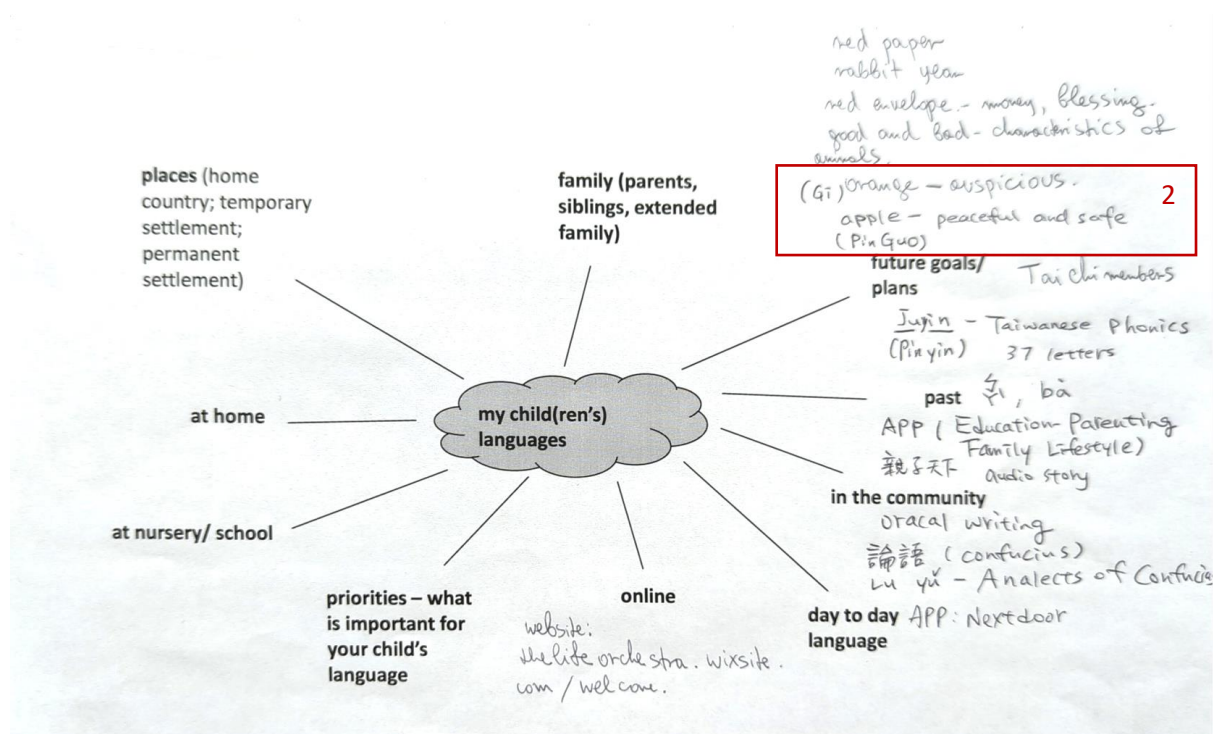 red paper
rabbit year
red envelope - money, blessing.
good and bad - characteristics of
animals.
2
(Gi) Orange - auspicious.
apple - peaceful and safe
(Pin Guo)
places (home
country; temporary
settlement;
permanent
settlement)
family (parents,
siblings, extended
family)
future goals/
plans
Tai chi members
Juyin - Taiwanese Phonics
(Pinyin) 37 letters
past
ㄅㄚˋ, bà
APP ( Education-Parenting
Family Lifestyle)
親子天下 audio story
at home
my child(ren's)
languages
in the community
oracal writing
論語 (confucius)
Lu yǔ - Analects of Confucis
at nursery/ school
priorities – what
is important for
your child's
language
online
website:
thelifeorchestra.wixsite.
com/welcome.
day to day
language
APP: Nextdoor